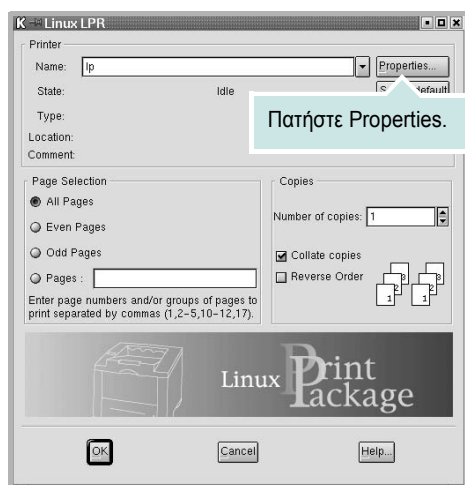 Linux LPR
Printer
Name: lp Properties...
State: Idle
Πατήστε Properties.
Type:
Location:
Comment:
Page Selection
All Pages
Even Pages
Odd Pages
Pages :
Enter page numbers and/or groups of pages to
print separated by commas (1,2-5,10-12,17).
Copies
Number of copies: 1
Collate copies
Reverse Order
Linux Print
Package
OK Cancel Help...